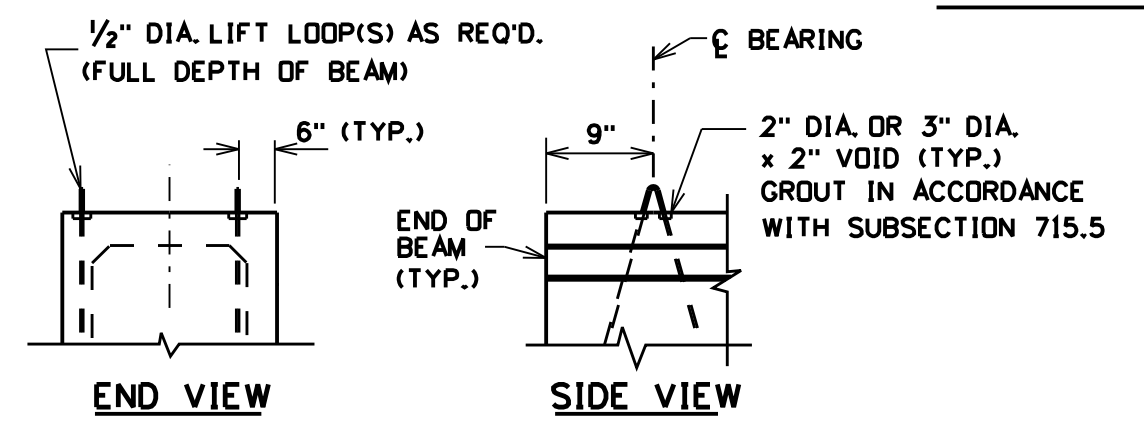 ½" DIA. LIFT LOOP(S) AS REQ'D.
(FULL DEPTH OF BEAM)
6" (TYP.)
END VIEW
℄ BEARING
9"
2" DIA. OR 3" DIA.
x 2" VOID (TYP.)
GROUT IN ACCORDANCE
WITH SUBSECTION 715.5
END OF
BEAM
(TYP.)
SIDE VIEW